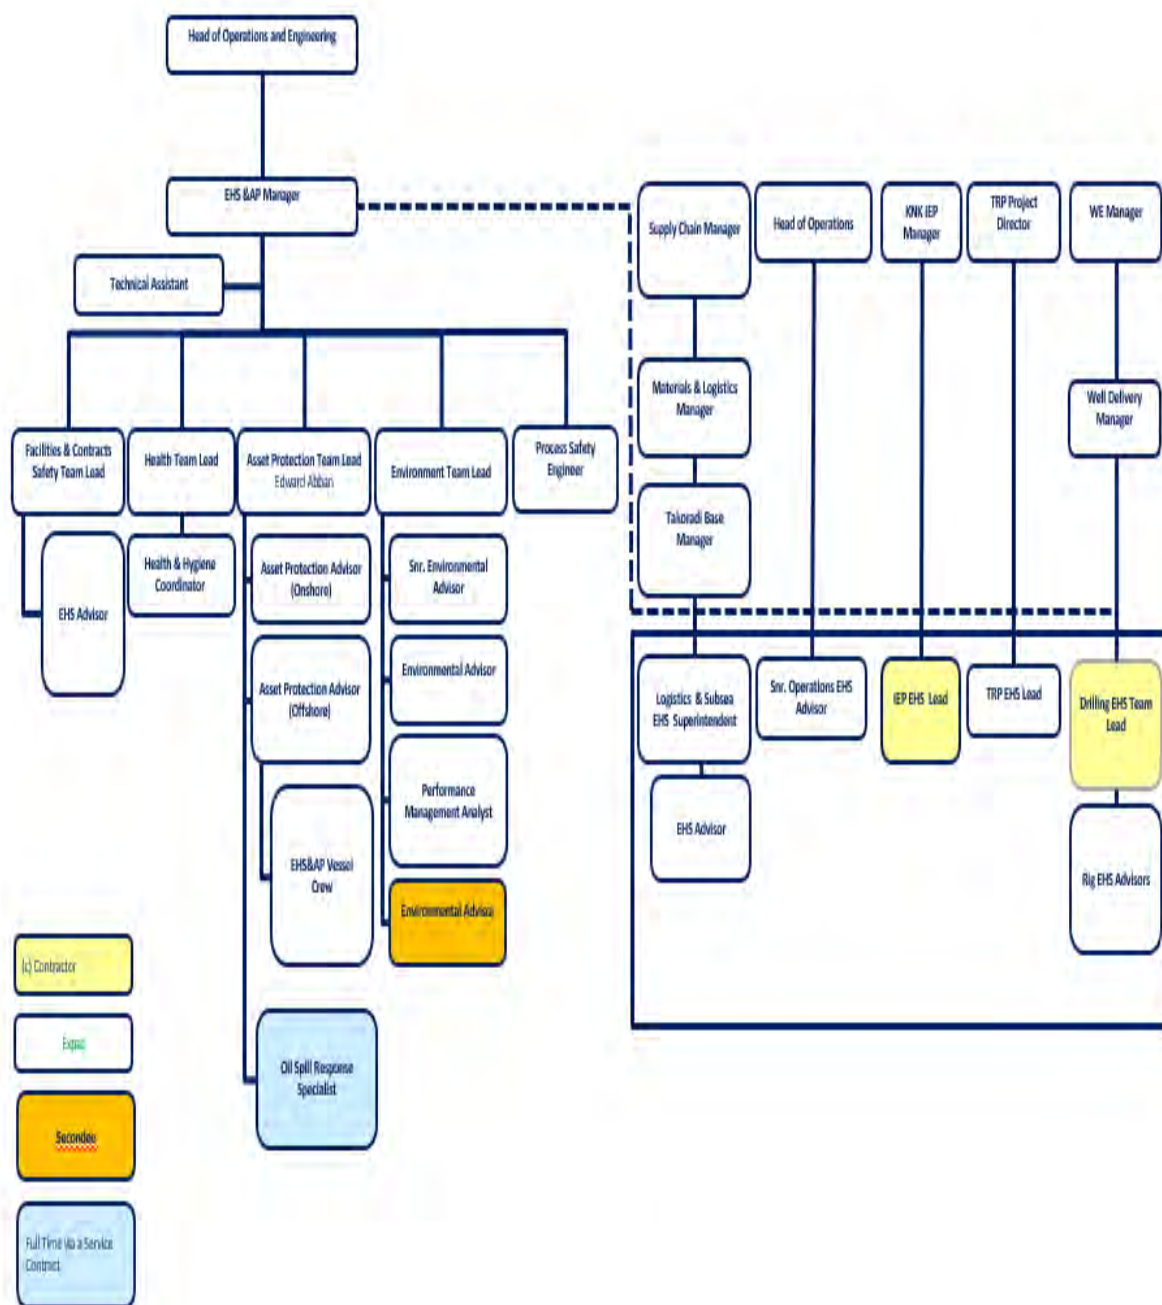 Head of Operations and Engineering
EHS &AP Manager
Technical Assistant
Facilities & Contracts
Safety Team Lead
Health Team Lead
Asset Protection Team Lead
Edward Abban
Environment Team Lead
Process Safety
Engineer
EHS Advisor
Health & Hygiene
Coordinator
Asset Protection Advisor
(Onshore)
Asset Protection Advisor
(Offshore)
EHS&AP Vessel
Crew
Oil Spill Response
Specialist
Snr. Environmental
Advisor
Environmental Advisor
Performance
Management Analyst
Environmental Advisor
Supply Chain Manager
Head of Operations
KNK IEP
Manager
TRP Project
Director
WE Manager
Materials & Logistics
Manager
Well Delivery
Manager
Takoradi Base
Manager
Logistics & Subsea
EHS Superintendent
Snr. Operations EHS
Advisor
IEP EHS Lead
TRP EHS Lead
Drilling EHS Team
Lead
EHS Advisor
Rig EHS Advisors
(c) Contractor
Expat
Secondee
Full Time via a Service
Contract